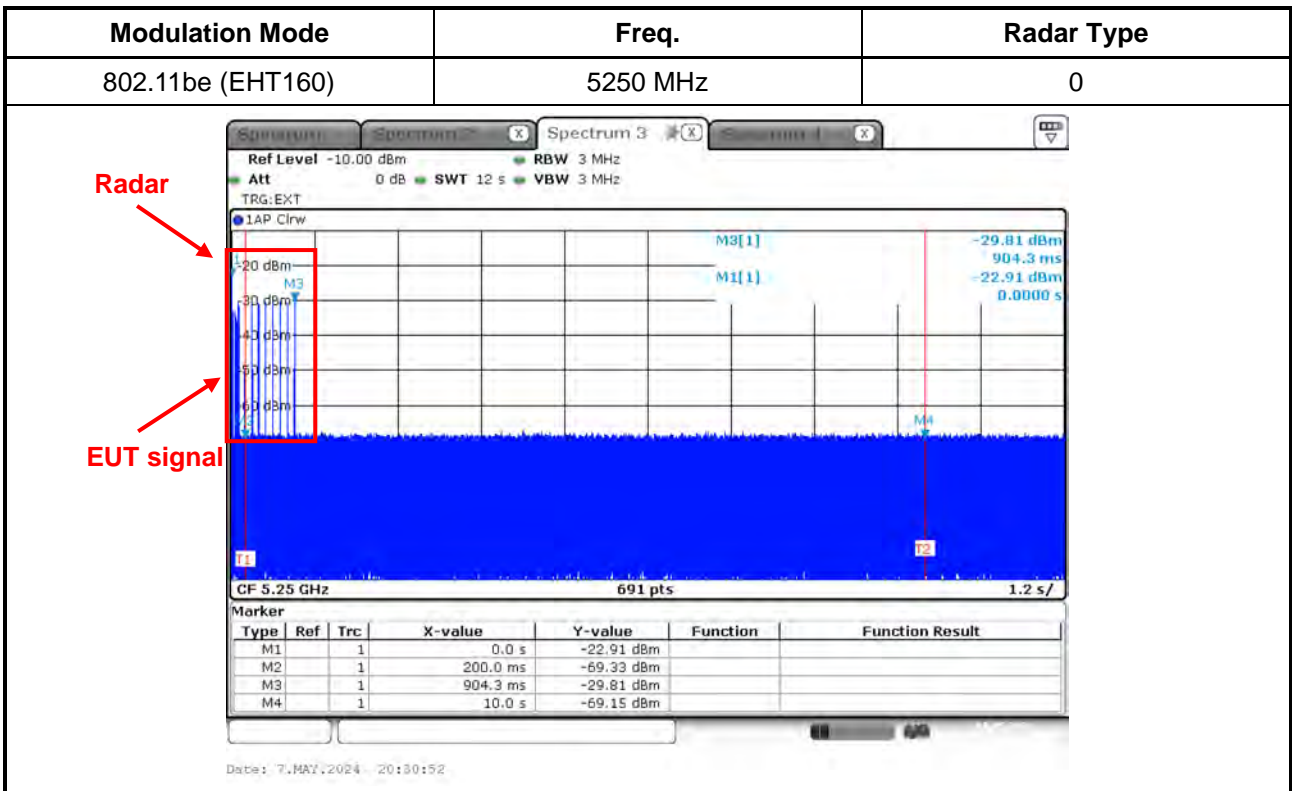 Modulation Mode Freq. Radar Type
802.11be (EHT160) 5250 MHz 0
Spectrum 3
Ref Level -10.00 dBm RBW 3 MHz
Att 0 dB SWT 12 s VBW 3 MHz
TRG:EXT
1AP Clrw
Radar
M3[1] -29.81 dBm
904.3 ms
M1[1] -22.91 dBm
0.0000 s
-20 dBm
M3
-30 dBm
-40 dBm
-50 dBm
-60 dBm
M4
EUT signal
T1 T2
CF 5.25 GHz 691 pts 1.2 s/
Marker
Type Ref Trc X-value Y-value Function Function Result
M1 1 0.0 s -22.91 dBm
M2 1 200.0 ms -69.33 dBm
M3 1 904.3 ms -29.81 dBm
M4 1 10.0 s -69.15 dBm
Date: 7.MAY.2024 20:30:52